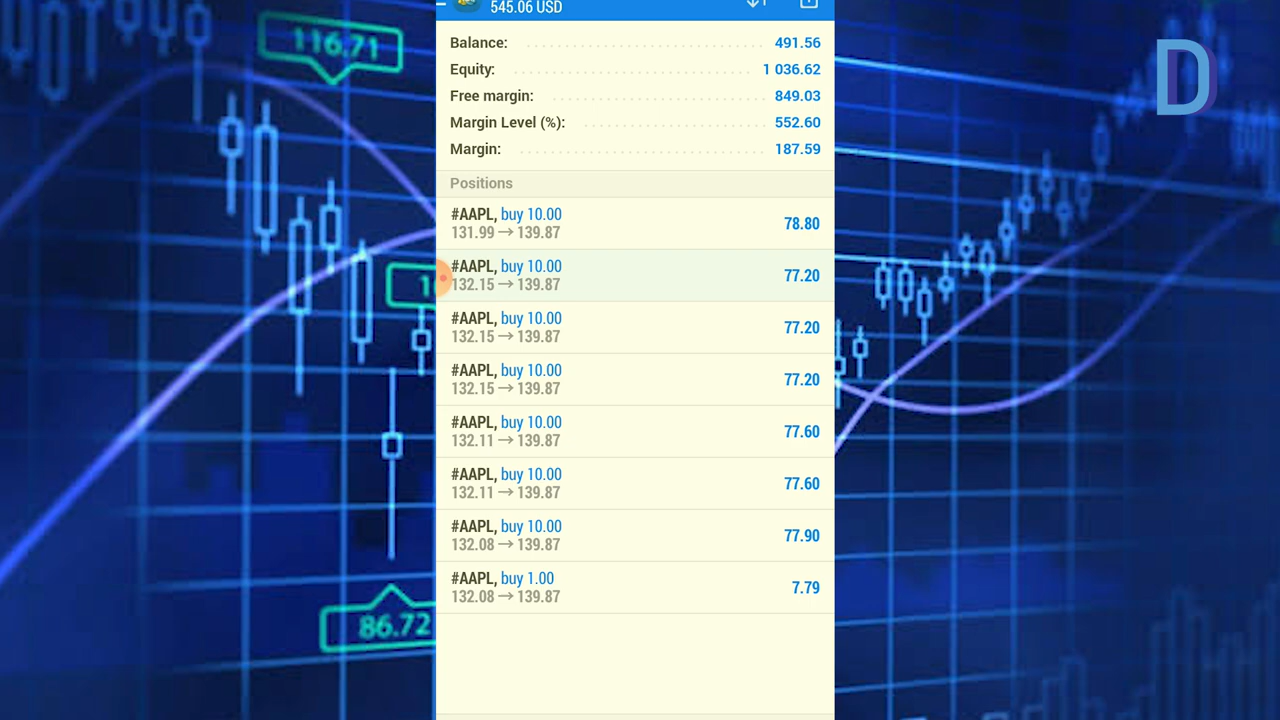 545.06 USD
Balance: 491.56
Equity: 1 036.62
Free margin: 849.03
Margin Level (%): 552.60
Margin: 187.59
Positions
#AAPL, buy 10.00
131.99 → 139.87
78.80
#AAPL, buy 10.00
132.15 → 139.87
77.20
#AAPL, buy 10.00
132.15 → 139.87
77.20
#AAPL, buy 10.00
132.15 → 139.87
77.20
#AAPL, buy 10.00
132.11 → 139.87
77.60
#AAPL, buy 10.00
132.11 → 139.87
77.60
#AAPL, buy 10.00
132.08 → 139.87
77.90
#AAPL, buy 1.00
132.08 → 139.87
7.79
116.71
86.72
D